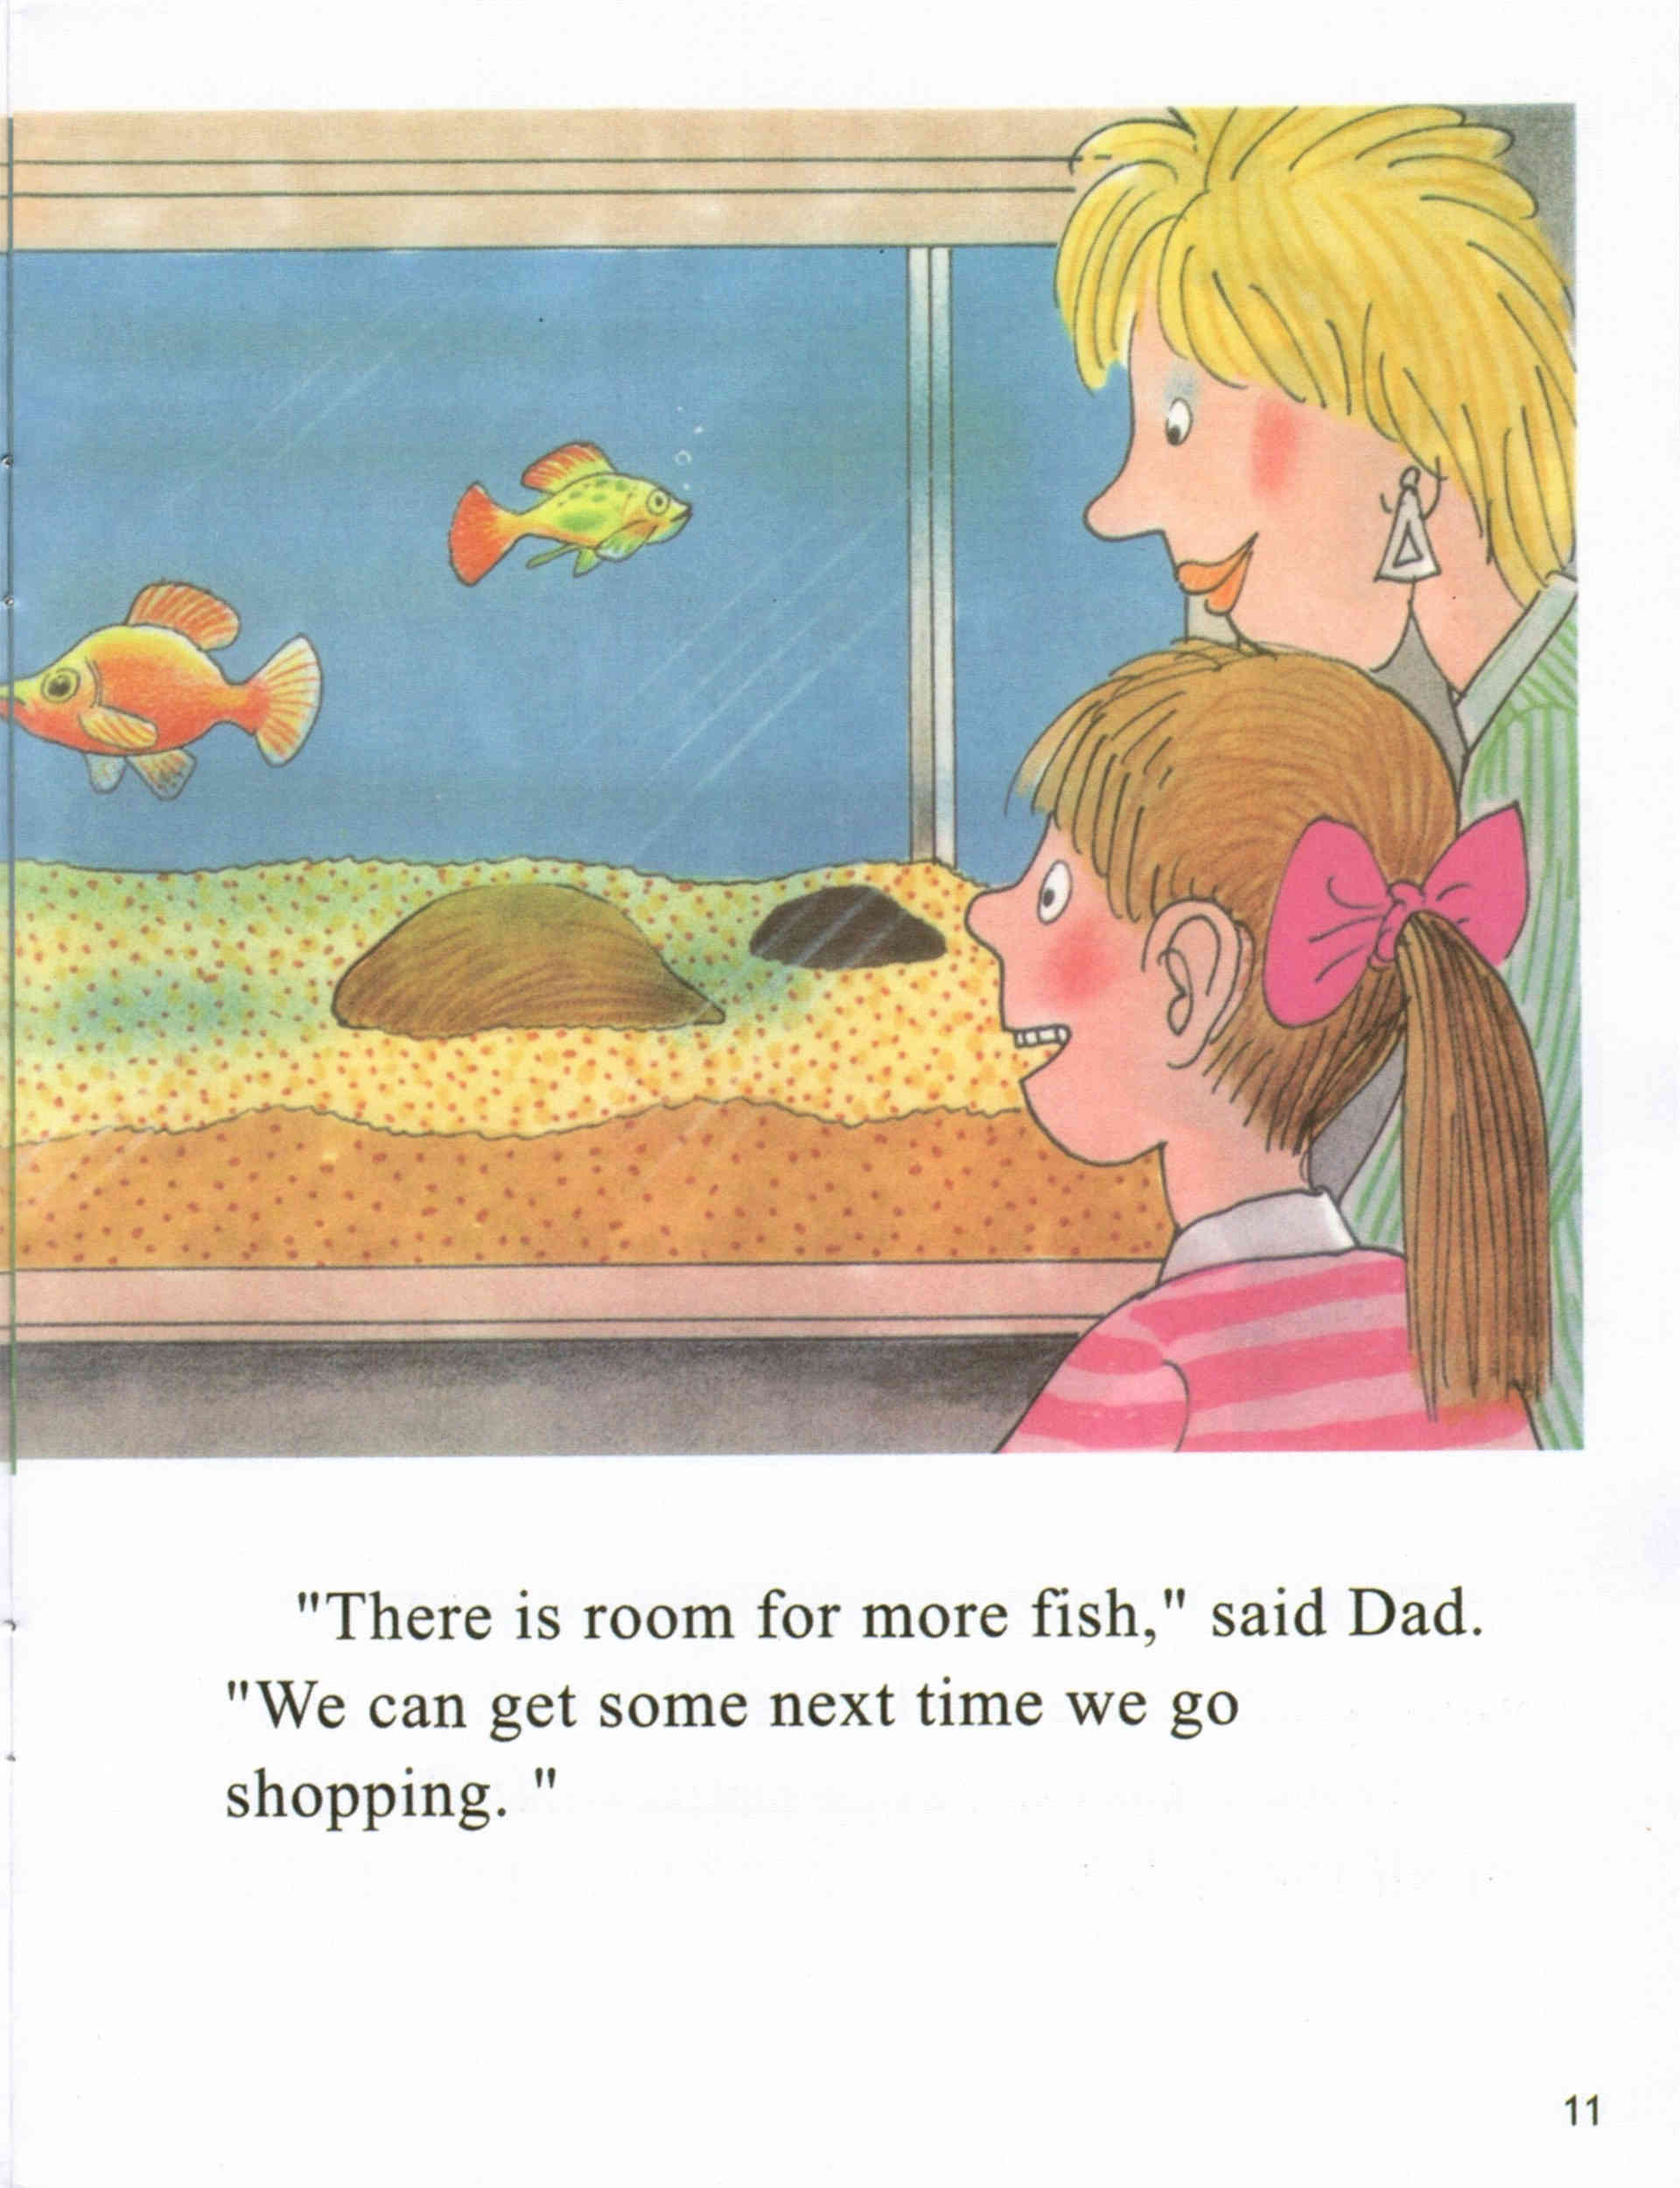 "There is room for more fish," said Dad.
"We can get some next time we go
shopping. "
11